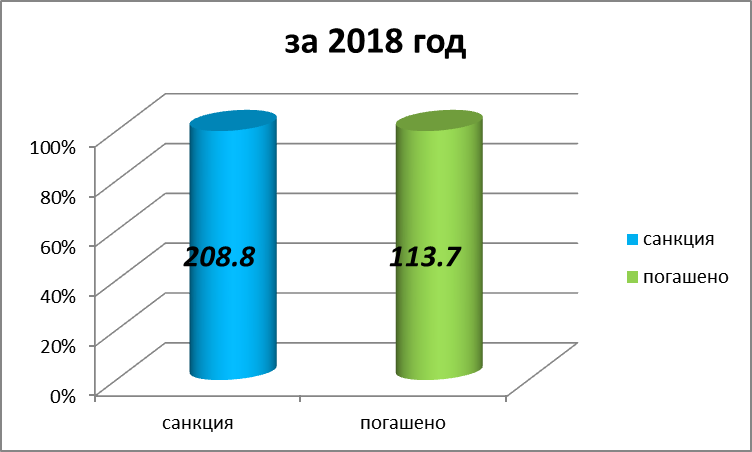 за 2018 год
100%
80%
60%
40%
20%
0%
208.8
113.7
санкция
погашено
санкция
погашено